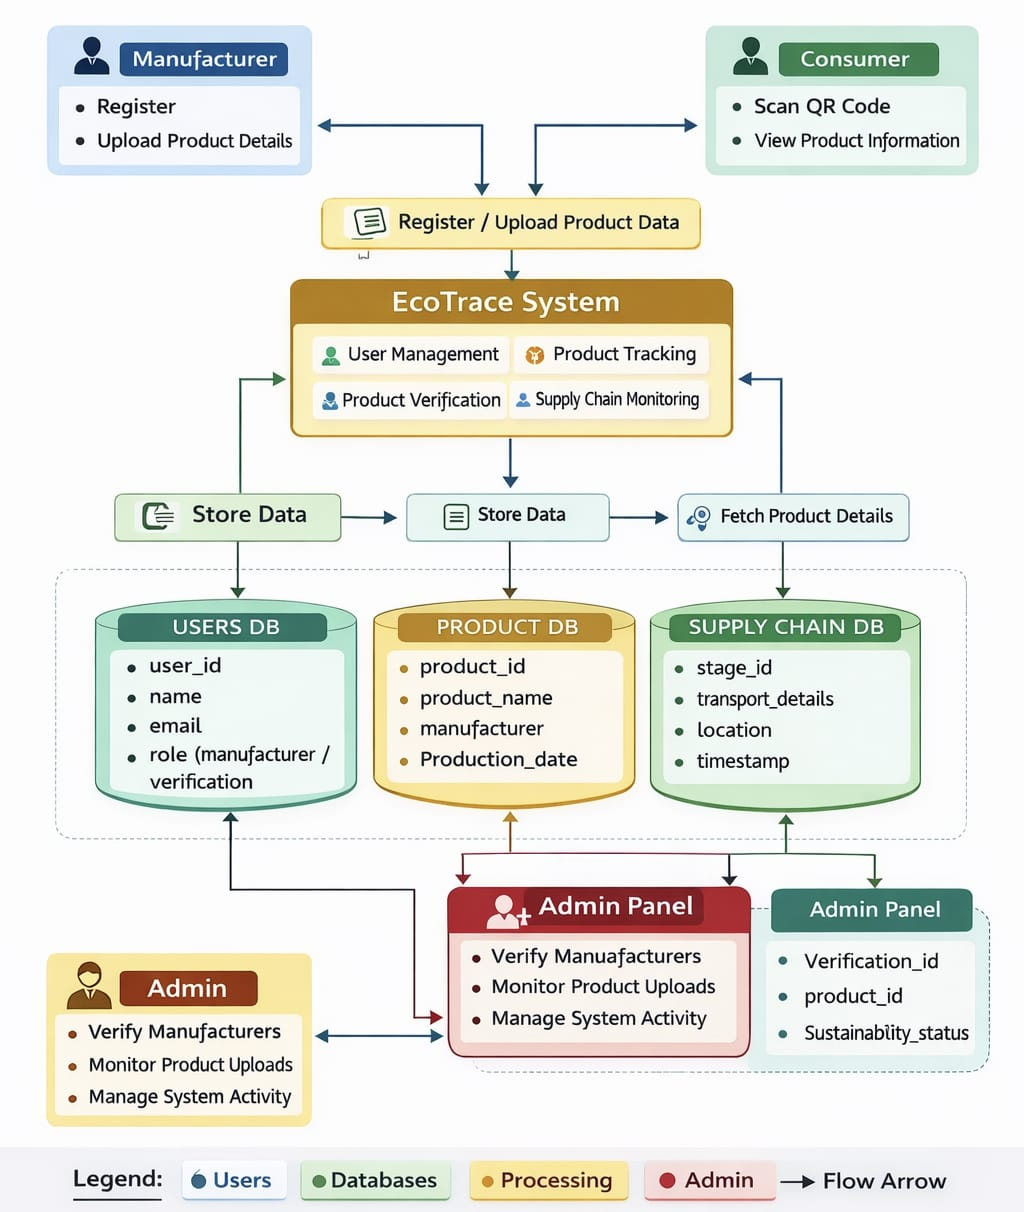 Manufacturer
• Register
• Upload Product Details
Consumer
• Scan QR Code
• View Product Information
Register / Upload Product Data
EcoTrace System
User Management
Product Tracking
Product Verification
Supply Chain Monitoring
Store Data
Store Data
Fetch Product Details
USERS DB
• user_id
• name
• email
• role (manufacturer /
verification
PRODUCT DB
• product_id
• product_name
• manufacturer
• Production_date
SUPPLY CHAIN DB
• stage_id
• transport_details
• location
• timestamp
Admin Panel
• Verify Manuafacturers
• Monitor Product Uploads
• Manage System Activity
Admin Panel
• Verification_id
• product_id
• Sustainability_status
Admin
• Verify Manufacturers
• Monitor Product Uploads
• Manage System Activity
Legend:
Users
Databases
Processing
Admin
Flow Arrow